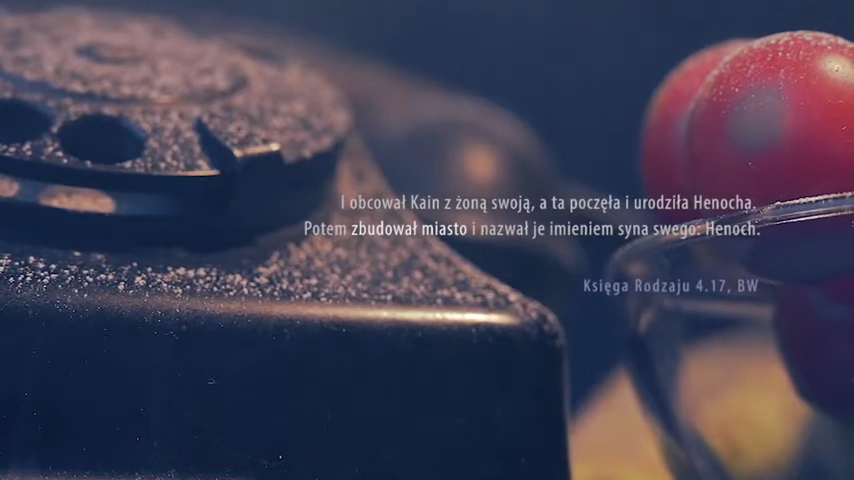 I obcował Kain z żoną swoją, a ta poczęła i urodziła Henocha.
Potem zbudował miasto i nazwał je imieniem syna swego: Henoch.
Księga Rodzaju 4.17, BW